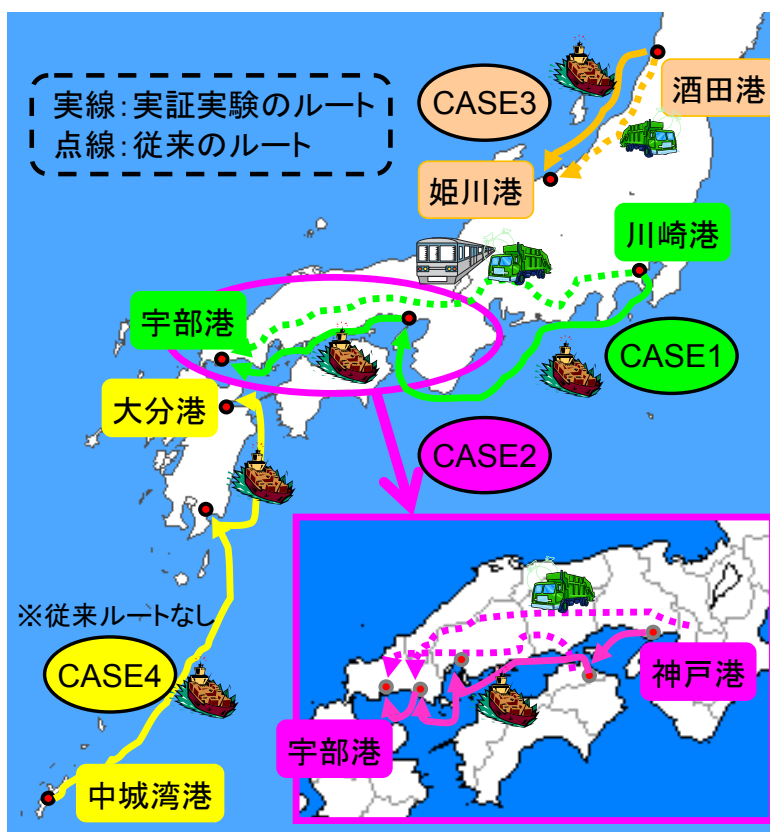 実線:実証実験のルート
点線:従来のルート
CASE3
酒田港
姫川港
川崎港
宇部港
CASE1
大分港
CASE2
※従来ルートなし
CASE4
中城湾港
神戸港
宇部港